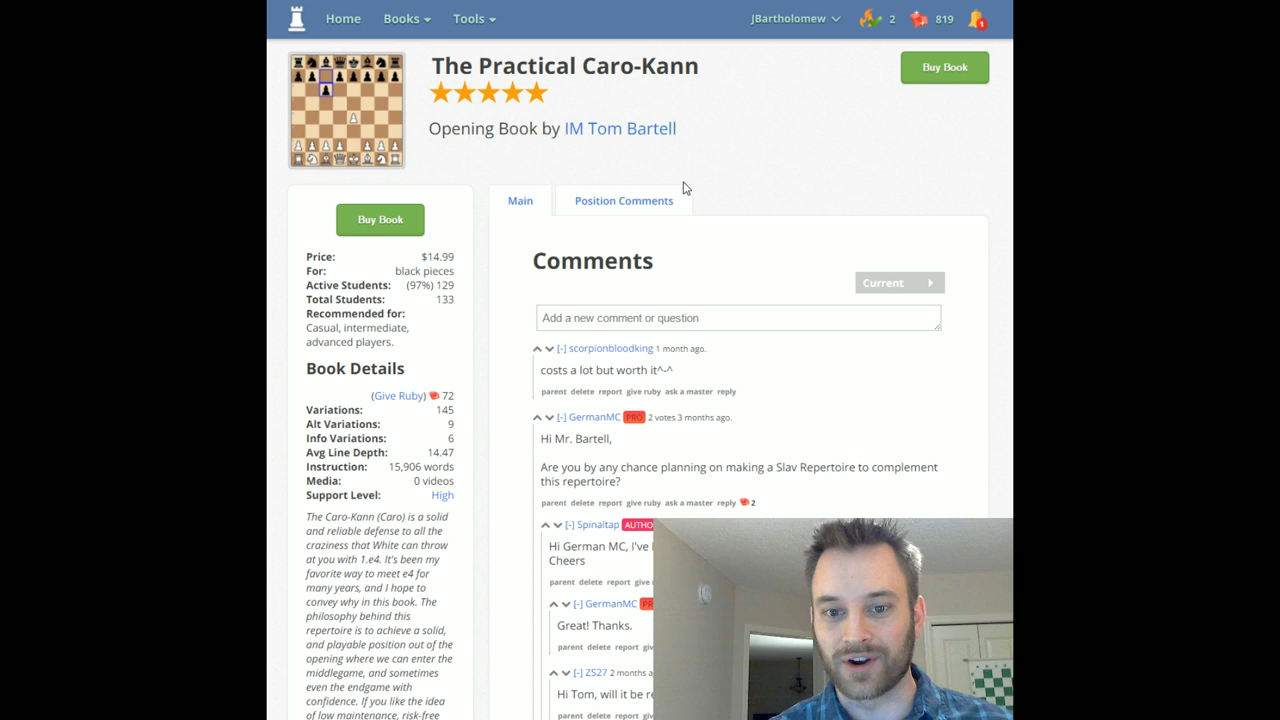 Home Books Tools JBartholomew 2 819 1
The Practical Caro-Kann
Buy Book
Opening Book by IM Tom Bartell
Buy Book
Price: $14.99
For: black pieces
Active Students: (97%) 129
Total Students: 133
Recommended for:
Casual, intermediate,
advanced players.
Book Details
(Give Ruby) 72
Variations: 145
Alt Variations: 9
Info Variations: 6
Avg Line Depth: 14.47
Instruction: 15,906 words
Media: 0 videos
Support Level: High
The Caro-Kann (Caro) is a solid
and reliable defense to all the
craziness that White can throw
at you with 1.e4. It's been my
favorite way to meet e4 for
many years, and I hope to
convey why in this book. The
philosophy behind this
repertoire is to achieve a solid,
and playable position out of the
opening where we can enter the
middlegame, and sometimes
even the endgame with
confidence. If you like the idea
of low maintenance, risk-free
Main Position Comments
Comments
Current
Add a new comment or question
[-] scorpionbloodking 1 month ago.
costs a lot but worth it^-^
parent delete report give ruby ask a master reply
[-] GermanMC PRO 2 votes 3 months ago.
Hi Mr. Bartell,
Are you by any chance planning on making a Slav Repertoire to complement
this repertoire?
parent delete report give ruby ask a master reply 2
[-] Spinaltap AUTHO
Hi German MC, I've
Cheers
parent delete report give
[-] GermanMC PR
Great! Thanks.
parent delete report give
[-] ZS27 2 months a
Hi Tom, will it be re
parent delete report give